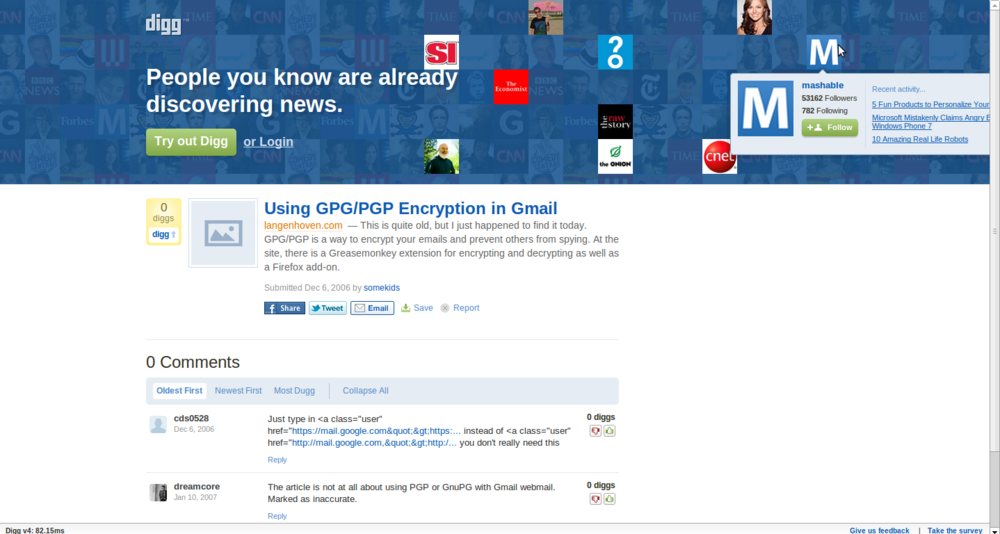 digg
People you know are already
discovering news.
Try out Digg or Login
SI
The
Economist
the raw
story
the ONION
cnet
M
M
mashable
53162 Followers
782 Following
+ Follow
Recent activity...
5 Fun Products to Personalize Your
Microsoft Mistakenly Claims Angry B
Windows Phone 7
10 Amazing Real Life Robots
0
diggs
digg
Using GPG/PGP Encryption in Gmail
langenhoven.com — This is quite old, but I just happened to find it today.
GPG/PGP is a way to encrypt your emails and prevent others from spying. At the
site, there is a Greasemonkey extension for encrypting and decrypting as well as
a Firefox add-on.
Submitted Dec 6, 2006 by somekids
Share Tweet Email Save Report
0 Comments
Oldest First Newest First Most Dugg Collapse All
cds0528
Dec 6, 2006
Just type in <a class="user"
href="https://mail.google.com&quot;&gt;https:... instead of <a class="user"
href="http://mail.google.com,&quot;&gt;http:/... you don't really need this
Reply
0 diggs
dreamcore
Jan 10, 2007
The article is not at all about using PGP or GnuPG with Gmail webmail.
Marked as inaccurate.
Reply
0 diggs
Digg v4: 82.15ms
Give us feedback | Take the survey